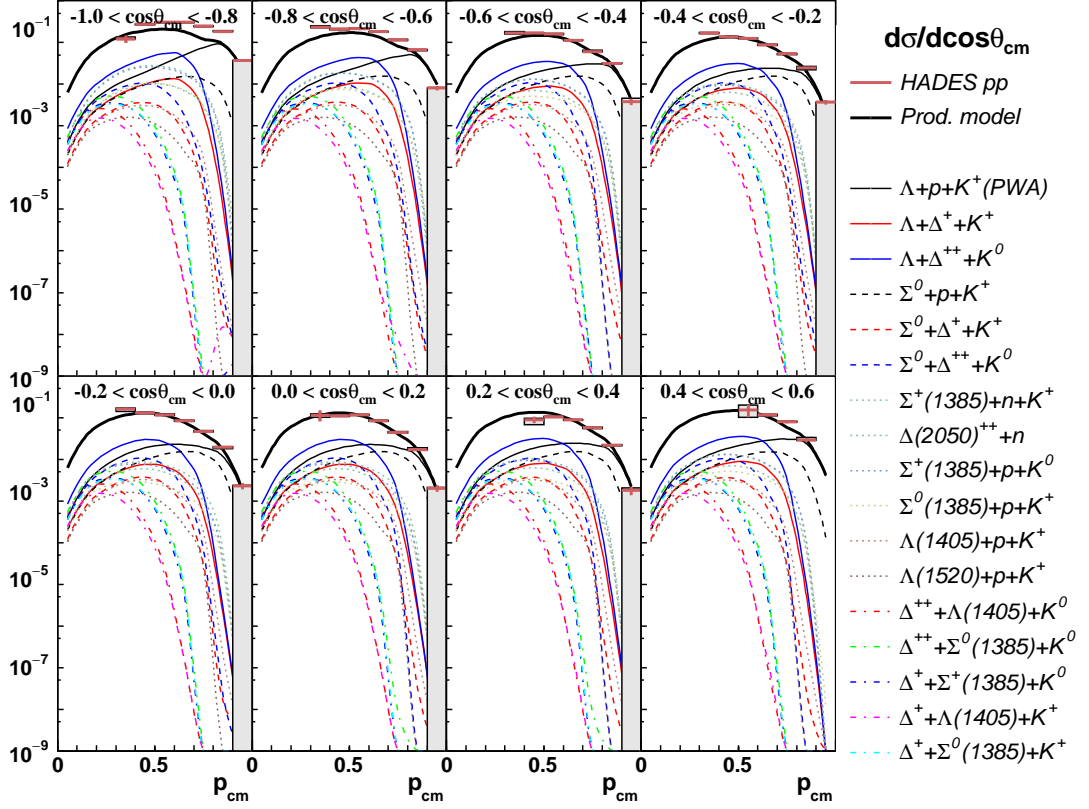 -1.0 < cosθcm < -0.8
-0.8 < cosθcm < -0.6
-0.6 < cosθcm < -0.4
-0.4 < cosθcm < -0.2
10⁻¹
10⁻³
10⁻⁵
10⁻⁷
10⁻⁹
-0.2 < cosθcm < 0.0
0.0 < cosθcm < 0.2
0.2 < cosθcm < 0.4
0.4 < cosθcm < 0.6
10⁻¹
10⁻³
10⁻⁵
10⁻⁷
10⁻⁹
0 0.5 0 0.5 0 0.5 0 0.5
pcm pcm pcm pcm
dσ/dcosθcm
HADES pp
Prod. model
Λ+p+K⁺(PWA)
Λ+Δ⁺+K⁺
Λ+Δ⁺⁺+K⁰
Σ⁰+p+K⁺
Σ⁰+Δ⁺+K⁺
Σ⁰+Δ⁺⁺+K⁰
Σ⁺(1385)+n+K⁺
Δ(2050)⁺⁺+n
Σ⁺(1385)+p+K⁰
Σ⁰(1385)+p+K⁺
Λ(1405)+p+K⁺
Λ(1520)+p+K⁺
Δ⁺⁺+Λ(1405)+K⁰
Δ⁺⁺+Σ⁰(1385)+K⁰
Δ⁺+Σ⁺(1385)+K⁰
Δ⁺+Λ(1405)+K⁺
Δ⁺+Σ⁰(1385)+K⁺